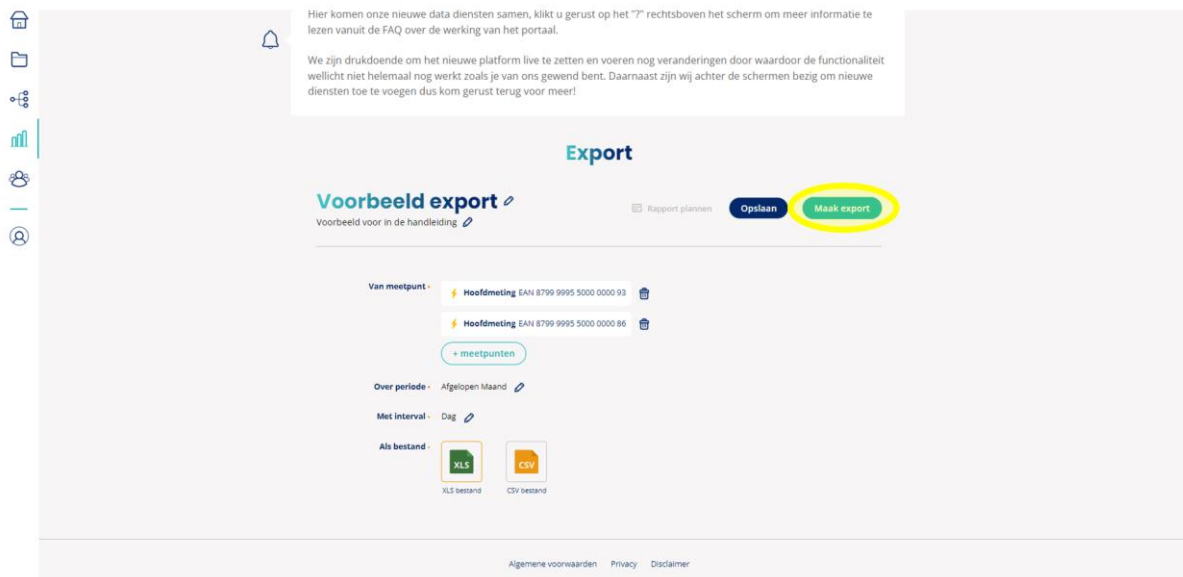 Hier komen onze nieuwe data diensten samen, klikt u gerust op het "?" rechtsboven het scherm om meer informatie te
lezen vanuit de FAQ over de werking van het portaal.
We zijn drukdoende om het nieuwe platform live te zetten en voeren nog veranderingen door waardoor de functionaliteit
wellicht niet helemaal nog werkt zoals je van ons gewend bent. Daarnaast zijn wij achter de schermen bezig om nieuwe
diensten toe te voegen dus kom gerust terug voor meer!
Export
Voorbeeld export
Rapport plannen
Opslaan
Maak export
Voorbeeld voor in de handleiding
Van meetpunt
Hoofdmeting EAN 8799 9995 5000 0000 93
Hoofdmeting EAN 8799 9995 5000 0000 86
+ meetpunten
Over periode
Afgelopen Maand
Met interval
Dag
Als bestand
XLS
CSV
XLS bestand
CSV bestand
Algemene voorwaarden
Privacy
Disclaimer